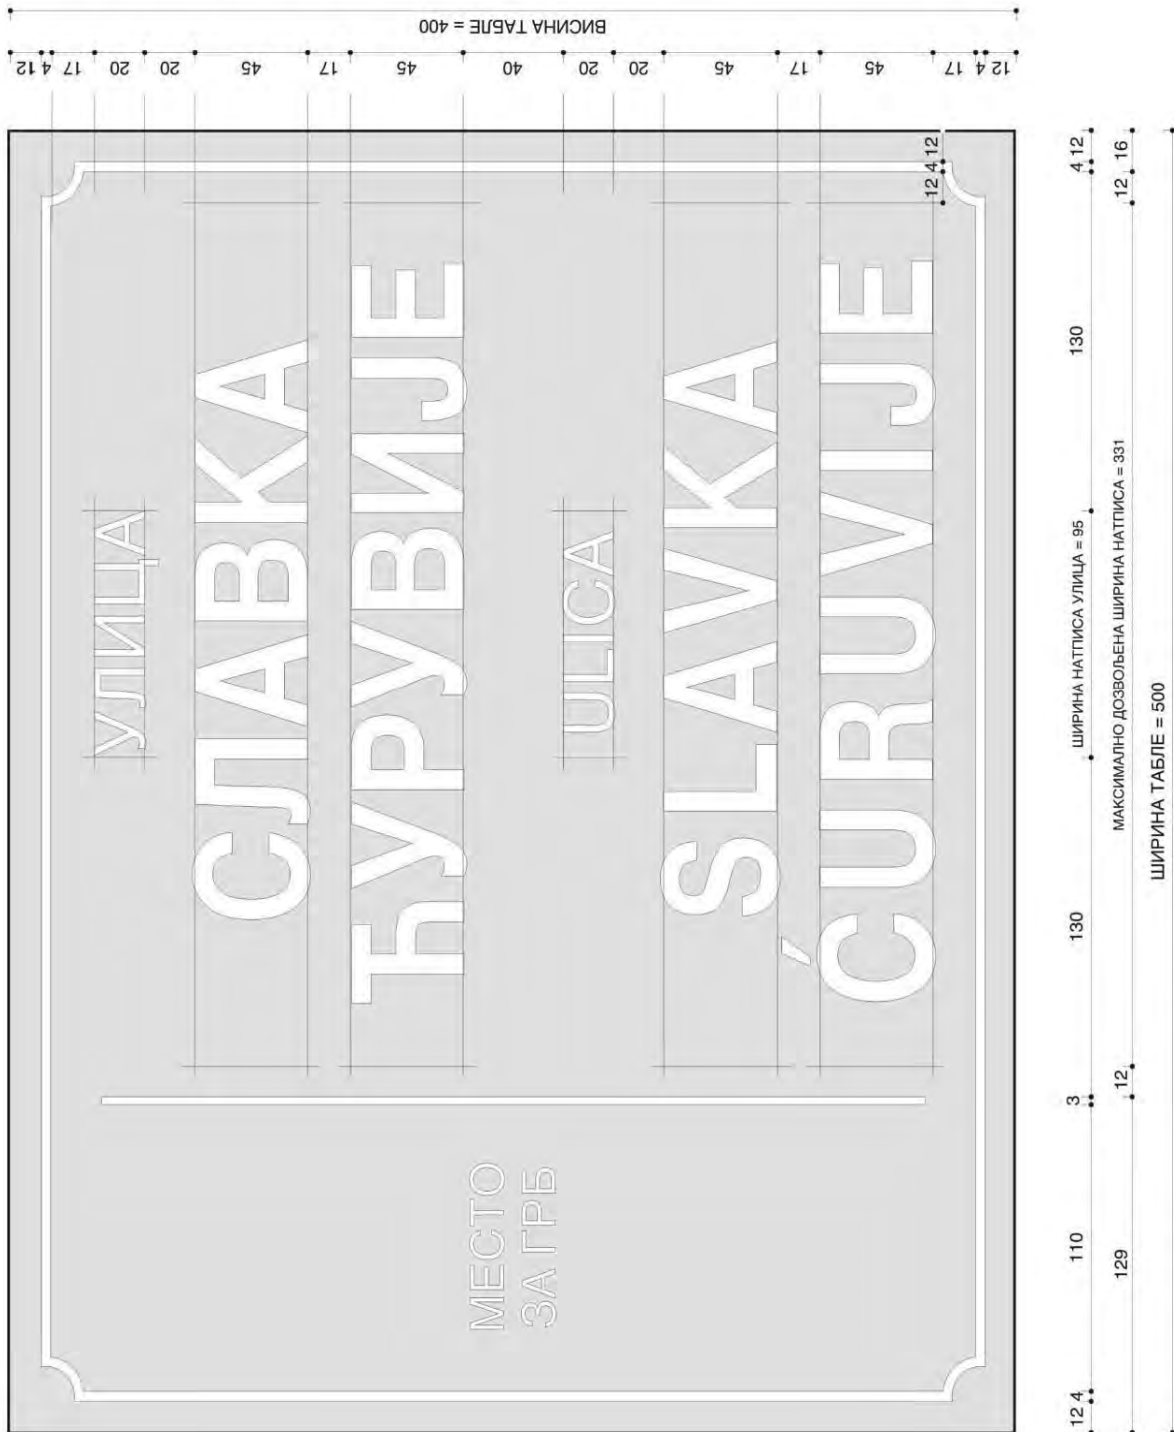 ВИСИНА ТАБЛЕ = 400
12 4 17 20 20 45 17 45 40 20 20 45 17 45 17 4 12
УЛИЦА
СЛАВКА
ЋУРУВИЈЕ
МЕСТО
ЗА ГРБ
ULICA
SLAVKA
ĆURUVIJE
12 4 12
12 4 110 3 130 ШИРИНА НАТПИСА УЛИЦА = 95 130 4 12
129 12 МАКСИМАЛНО ДОЗВОЉЕНА ШИРИНА НАТПИСА = 331 12 16
ШИРИНА ТАБЛЕ = 500